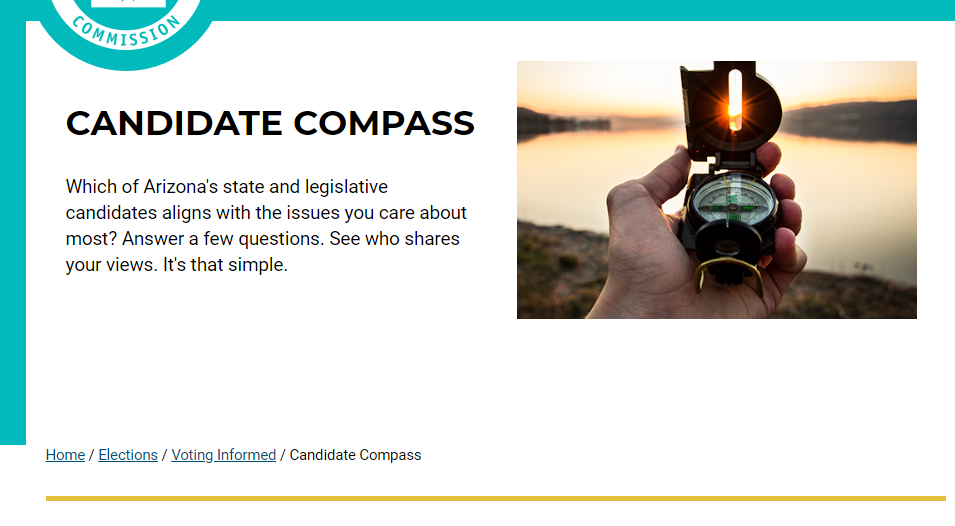 COMMISSION
CANDIDATE COMPASS
Which of Arizona's state and legislative
candidates aligns with the issues you care about
most? Answer a few questions. See who shares
your views. It's that simple.
Home / Elections / Voting Informed / Candidate Compass